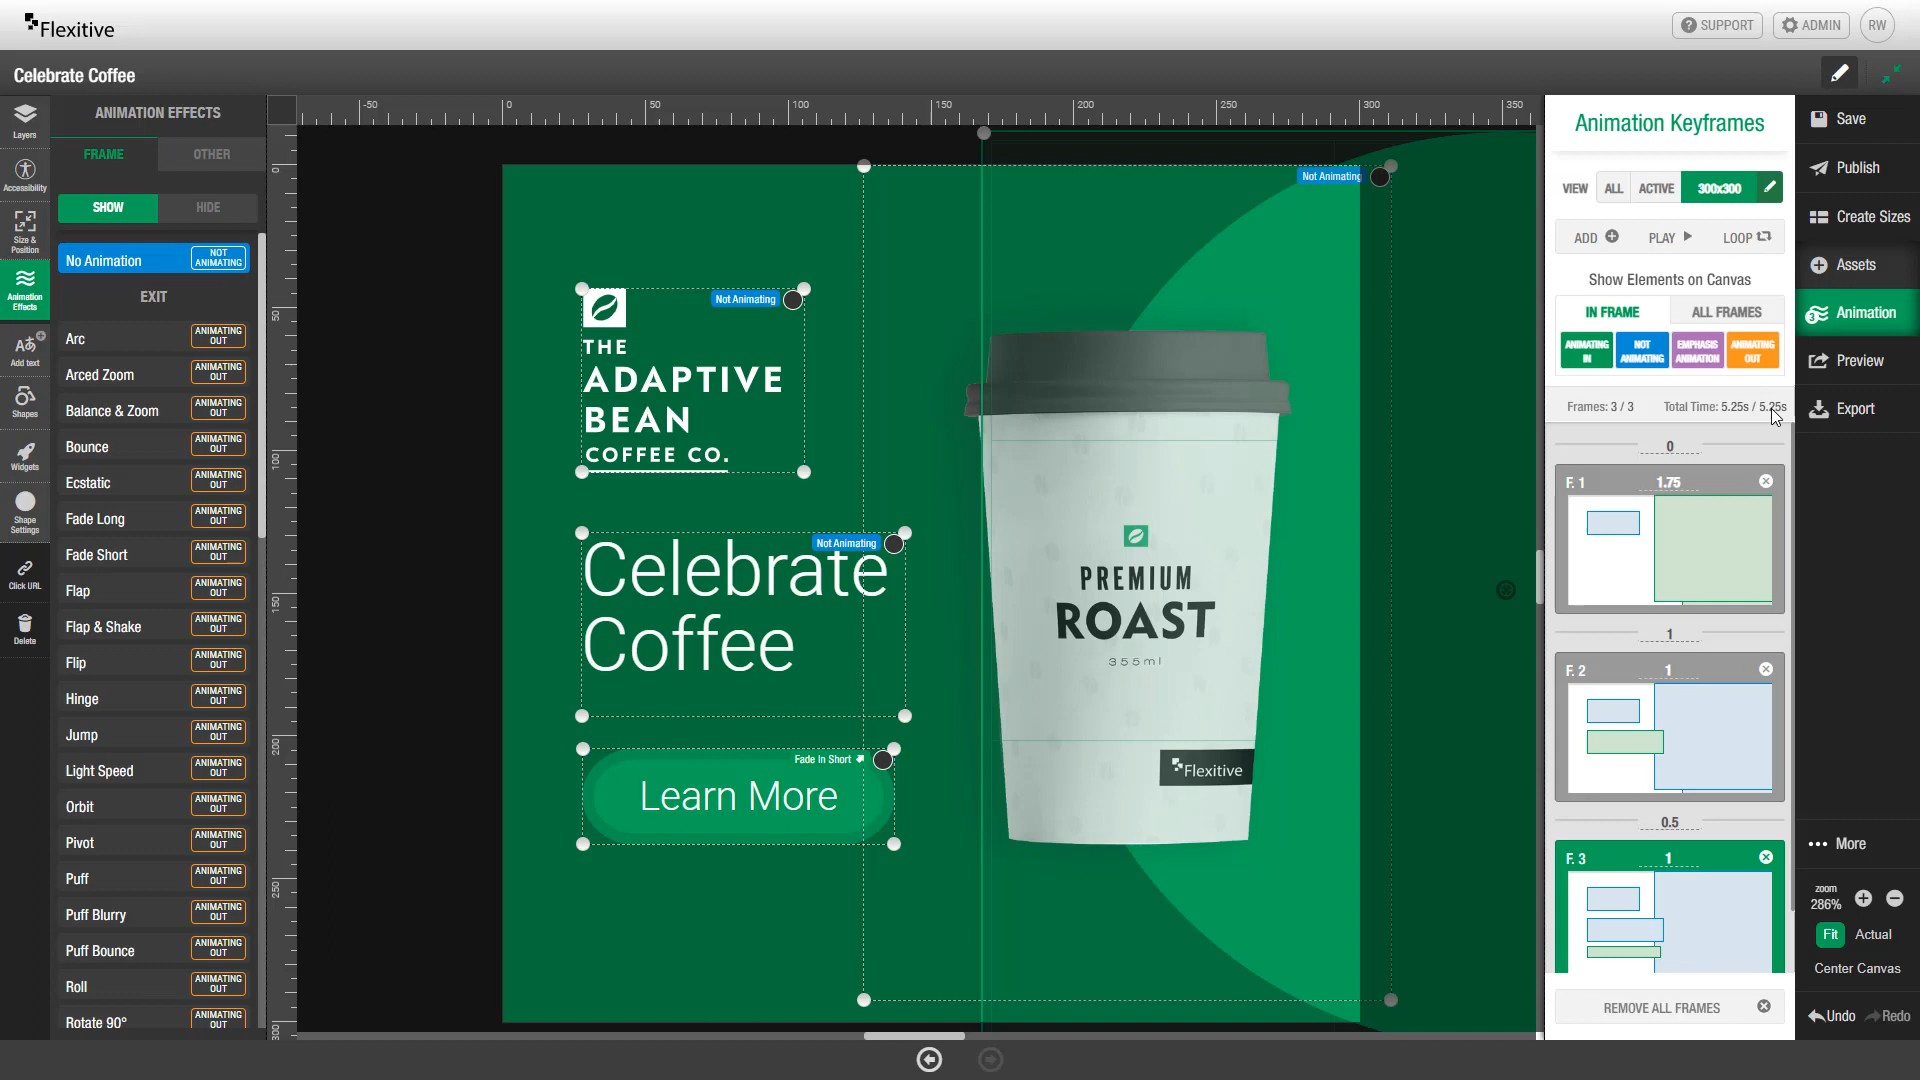 Flexitive
SUPPORT
ADMIN
RW
Celebrate Coffee
Layers
Accessibility
Size &
Position
Animation
Effects
Add text
Shapes
Widgets
Shape
Settings
Click URL
Delete
ANIMATION EFFECTS
FRAME
OTHER
SHOW
HIDE
No Animation
NOT
ANIMATING
EXIT
Arc
ANIMATING
OUT
Arced Zoom
ANIMATING
OUT
Balance & Zoom
ANIMATING
OUT
Bounce
ANIMATING
OUT
Ecstatic
ANIMATING
OUT
Fade Long
ANIMATING
OUT
Fade Short
ANIMATING
OUT
Flap
ANIMATING
OUT
Flap & Shake
ANIMATING
OUT
Flip
ANIMATING
OUT
Hinge
ANIMATING
OUT
Jump
ANIMATING
OUT
Light Speed
ANIMATING
OUT
Orbit
ANIMATING
OUT
Pivot
ANIMATING
OUT
Puff
ANIMATING
OUT
Puff Blurry
ANIMATING
OUT
Puff Bounce
ANIMATING
OUT
Roll
ANIMATING
OUT
Rotate 90°
ANIMATING
OUT
-50
0
50
100
150
200
250
300
350
0
50
100
150
200
250
300
Not Animating
Not Animating
THE
ADAPTIVE
BEAN
COFFEE CO.
Not Animating
Celebrate
Coffee
Fade In Short
Learn More
PREMIUM
ROAST
355ml
Flexitive
Animation Keyframes
VIEW
ALL
ACTIVE
300x300
ADD
PLAY
LOOP
Show Elements on Canvas
IN FRAME
ALL FRAMES
ANIMATING
IN
NOT
ANIMATING
EMPHASIS
ANIMATION
ANIMATING
OUT
Frames: 3 / 3
Total Time: 5.25s / 5.25s
0
F. 1
1.75
1
F. 2
1
0.5
F. 3
1
REMOVE ALL FRAMES
Save
Publish
Create Sizes
Assets
3
Animation
Preview
Export
More
zoom
286%
Fit
Actual
Center Canvas
Undo
Redo